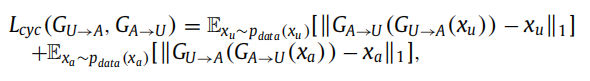 L_{cyc}(G_{U→A}, G_{A→U}) = 𝔼_{x_u∼p_{data}(x_u)}[‖G_{A→U}(G_{U→A}(x_u)) − x_u‖_1]
+𝔼_{x_a∼p_{data}(x_a)}[‖G_{U→A}(G_{A→U}(x_a)) − x_a‖_1],